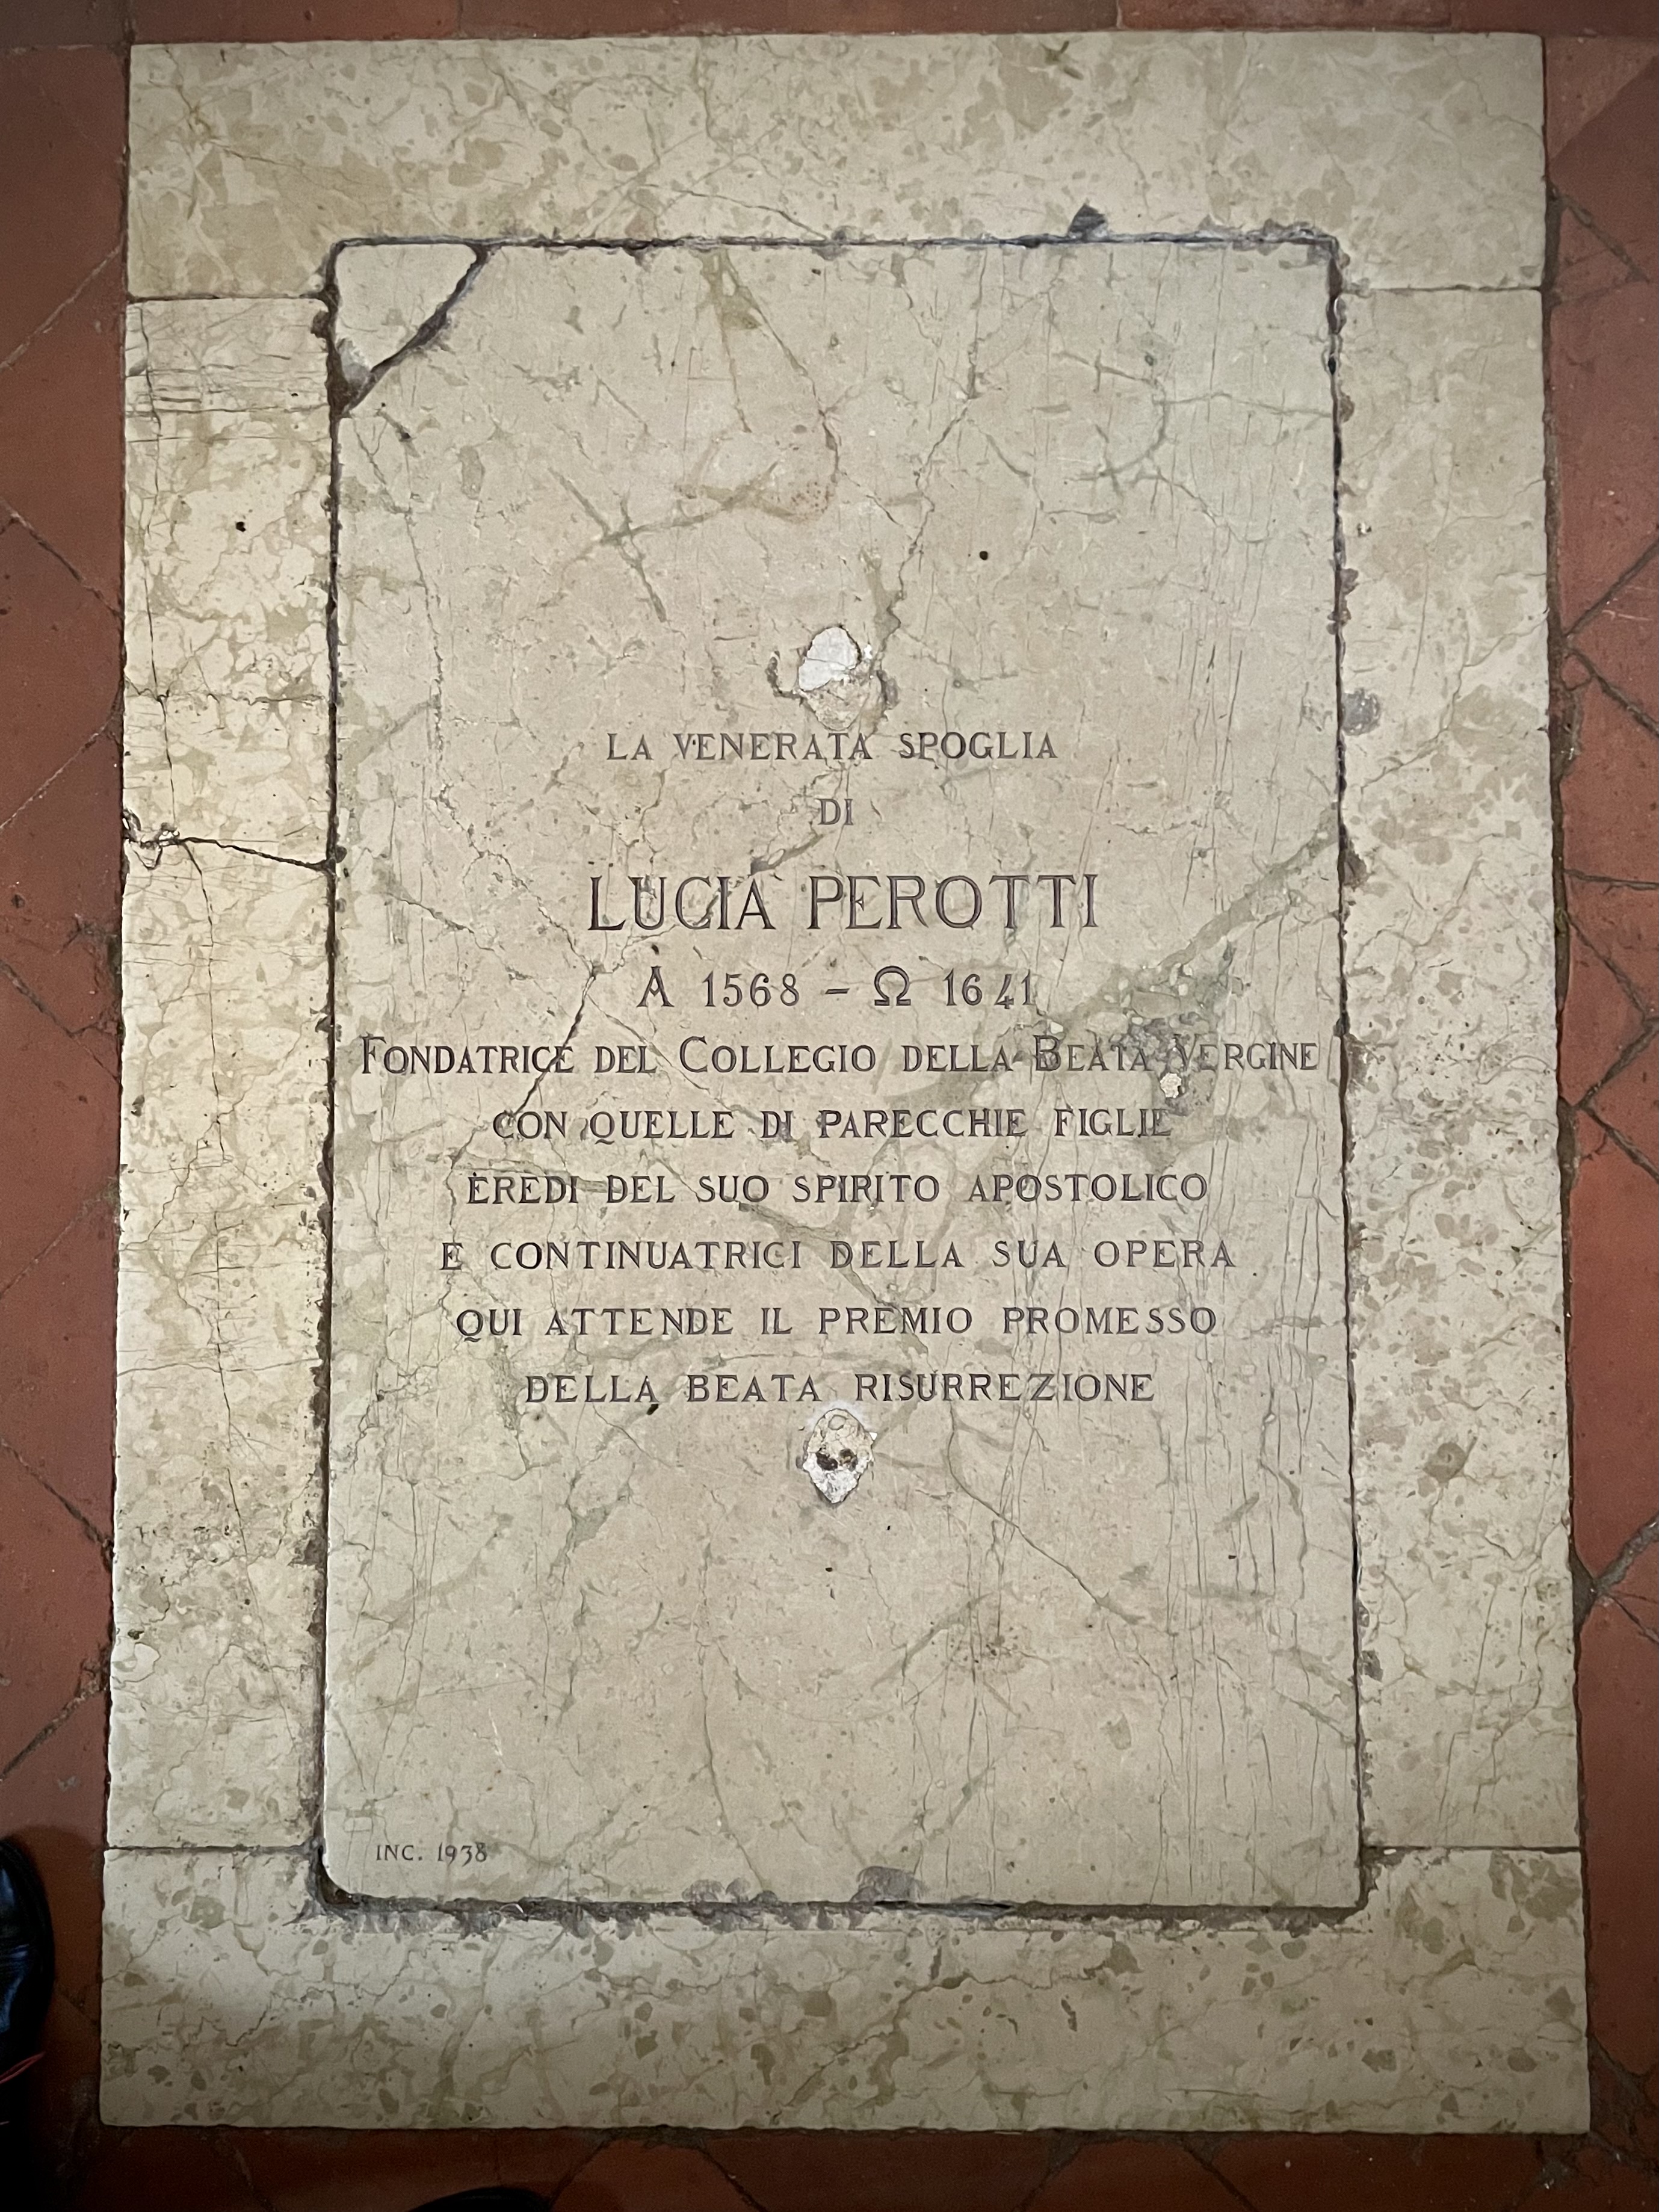 LA VENERATA SPOGLIA
DI
LUCIA PEROTTI
Α 1568 – Ω 1641
FONDATRICE DEL COLLEGIO DELLA BEATA VERGINE
CON QUELLE DI PARECCHIE FIGLIE
EREDI DEL SUO SPIRITO APOSTOLICO
E CONTINUATRICI DELLA SUA OPERA
QUI ATTENDE IL PREMIO PROMESSO
DELLA BEATA RISURREZIONE
INC. 1938